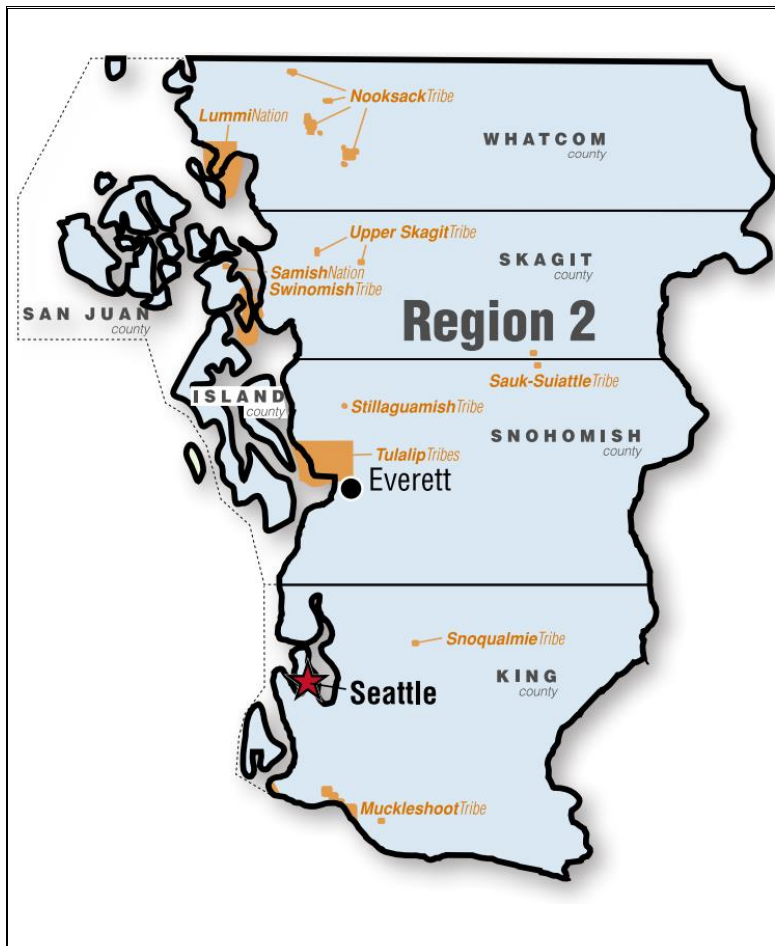 Nooksack Tribe
Lummi Nation
WHATCOM
county
Upper Skagit Tribe
SKAGIT
county
Samish Nation
Swinomish Tribe
SAN JUAN
county
Region 2
Sauk-Suiattle Tribe
ISLAND
county
Stillaguamish Tribe
SNOHOMISH
county
Tulalip Tribes
Everett
Snoqualmie Tribe
KING
county
Seattle
Muckleshoot Tribe